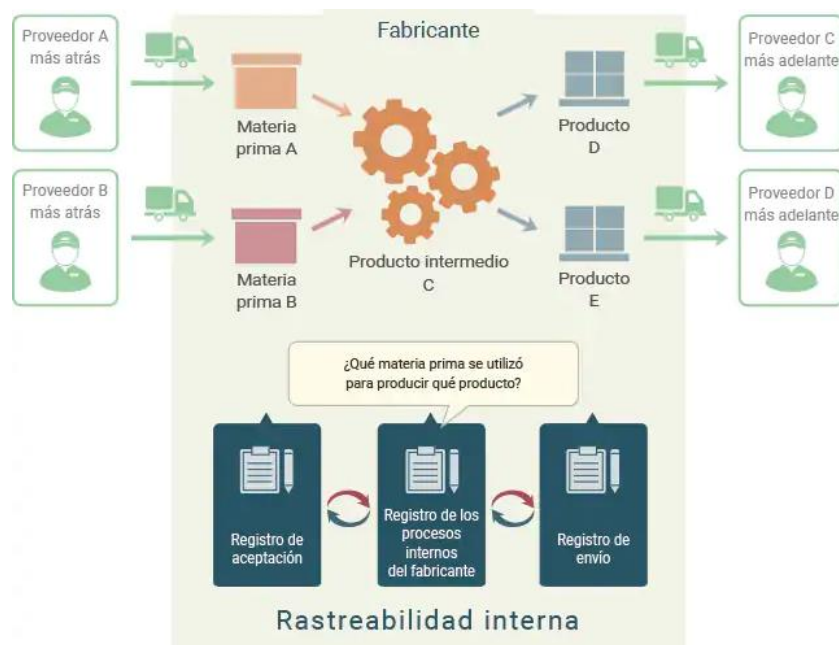 Fabricante
Proveedor A
más atrás
Materia
prima A
Producto
D
Proveedor C
más adelante
Proveedor B
más atrás
Materia
prima B
Producto intermedio
C
Producto
E
Proveedor D
más adelante
¿Qué materia prima se utilizó
para producir qué producto?
Registro de
aceptación
Registro de los
procesos
internos
del fabricante
Registro de
envío
Rastreabilidad interna